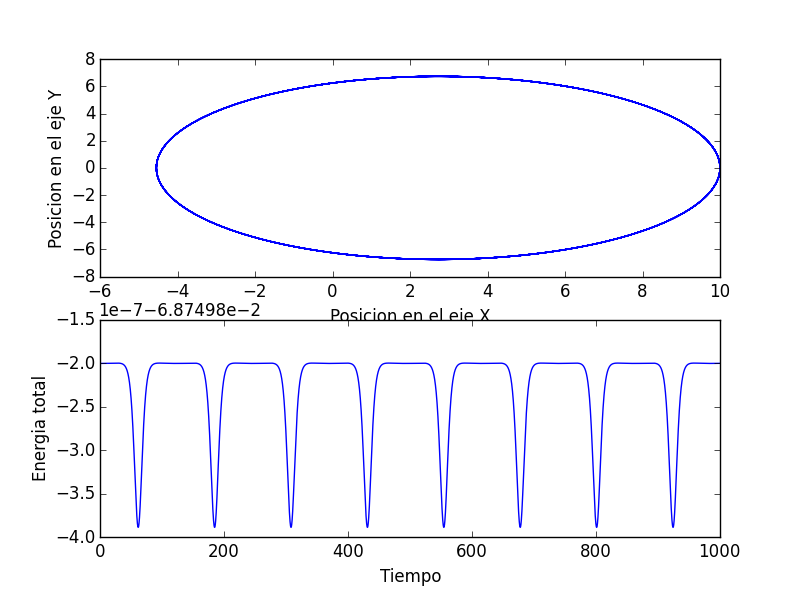 8
6
4
2
0
−2
−4
−6
−8
Posicion en el eje Y
−6 −4 −2 0 2 4 6 8 10
Posicion en el eje X
1e−7−6.87498e−2
−1.5
−2.0
−2.5
−3.0
−3.5
−4.0
Energia total
0 200 400 600 800 1000
Tiempo